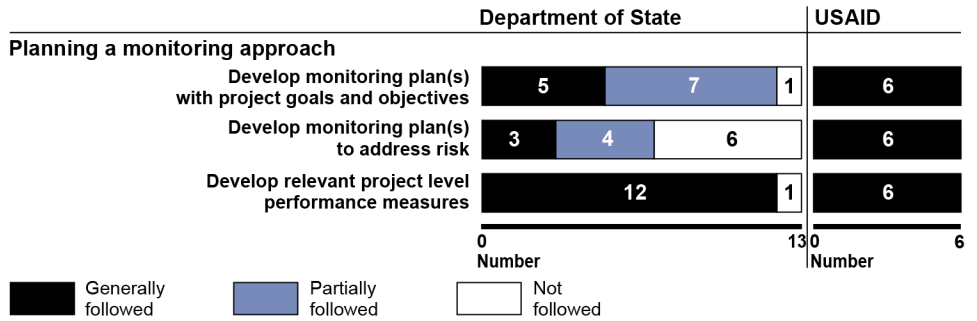 Department of State USAID
Planning a monitoring approach
Develop monitoring plan(s)
with project goals and objectives
5 7 1 6
Develop monitoring plan(s)
to address risk
3 4 6 6
Develop relevant project level
performance measures
12 1 6
0 13 0 6
Number Number
Generally
followed
Partially
followed
Not
followed